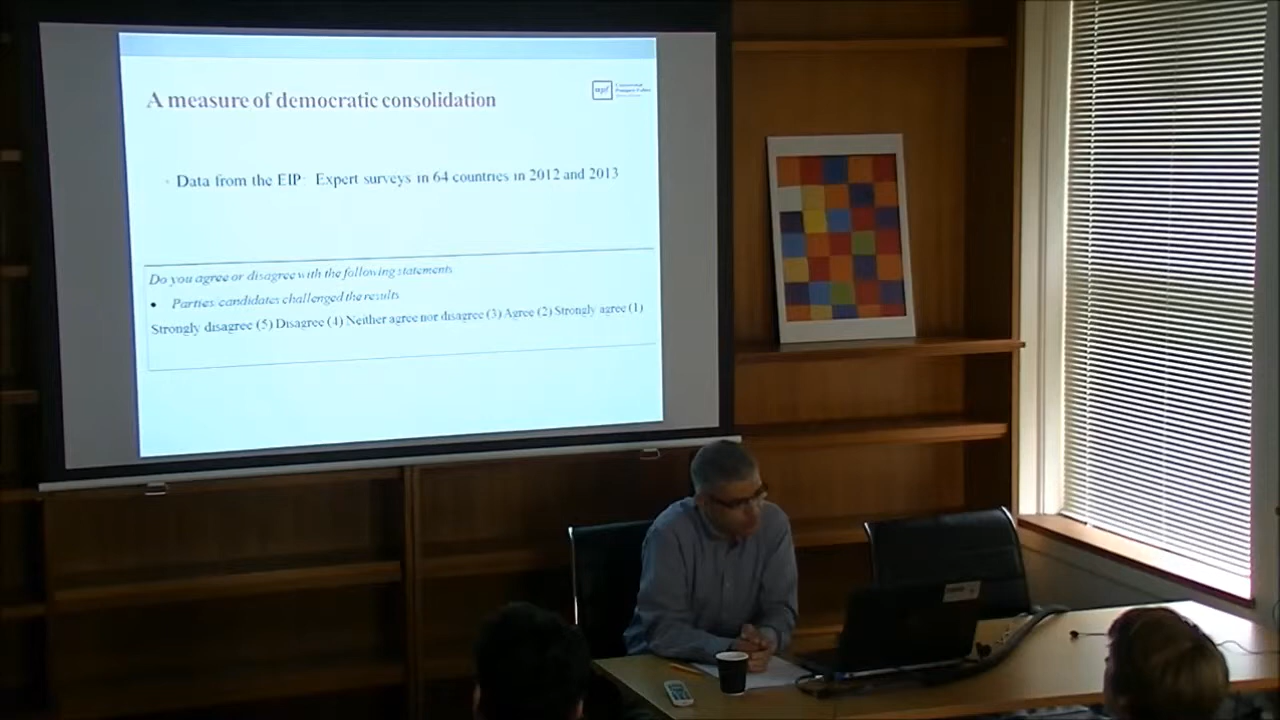 A measure of democratic consolidation
upf
Data from the EIP: Expert surveys in 64 countries in 2012 and 2013
Do you agree or disagree with the following statements
• Parties candidates challenged the results
Strongly disagree (5) Disagree (4) Neither agree nor disagree (3) Agree (2) Strongly agree (1)